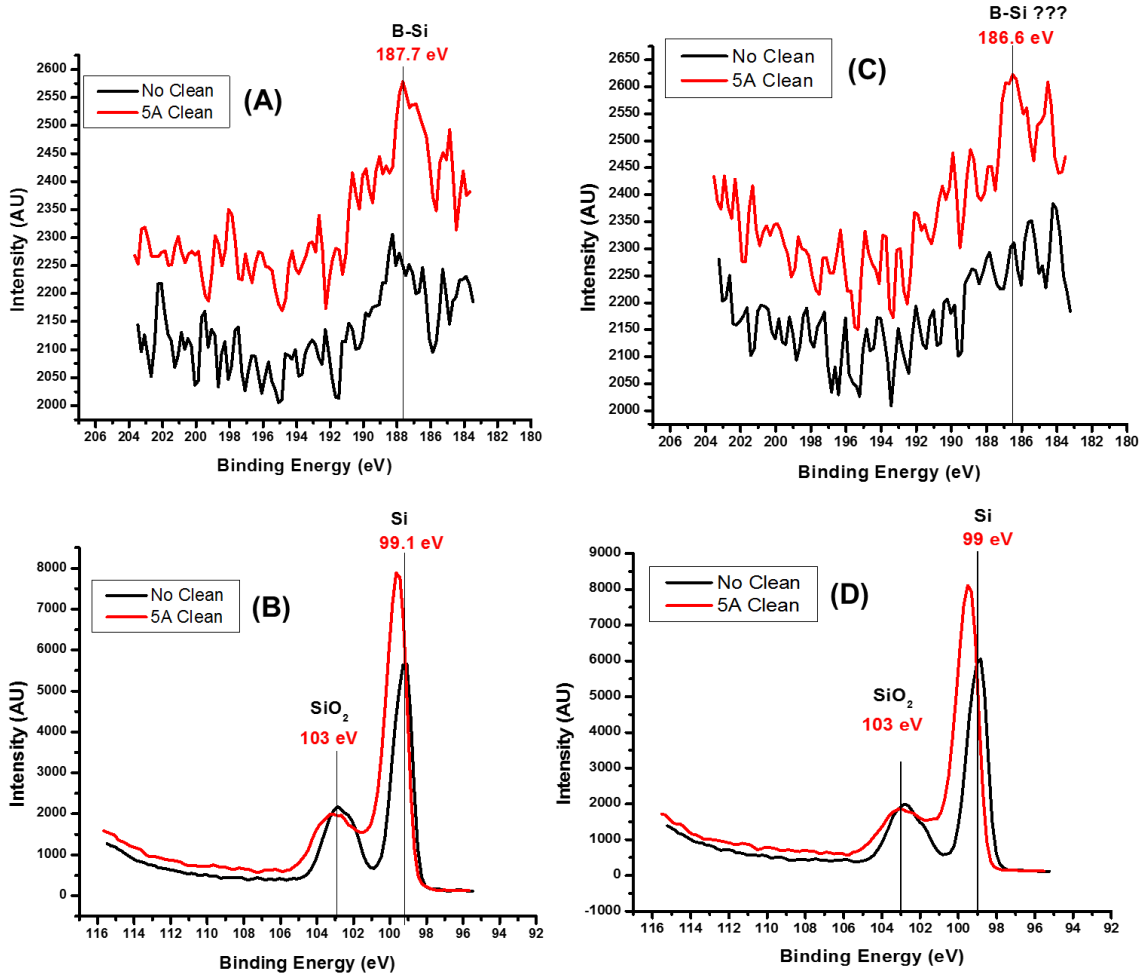 B-Si
187.7 eV
No Clean
5A Clean
(A)
2600
2500
2400
2300
2200
2100
2000
Intensity (AU)
206 204 202 200 198 196 194 192 190 188 186 184 182 180
Binding Energy (eV)
B-Si ???
186.6 eV
No Clean
5A Clean
(C)
2650
2600
2550
2500
2450
2400
2350
2300
2250
2200
2150
2100
2050
2000
Intensity (AU)
206 204 202 200 198 196 194 192 190 188 186 184 182 180
Binding Energy (eV)
Si
99.1 eV
No Clean
5A Clean
(B)
SiO2
103 eV
8000
7000
6000
5000
4000
3000
2000
1000
0
Intensity (AU)
116 114 112 110 108 106 104 102 100 98 96 94 92
Binding Energy (eV)
Si
99 eV
No Clean
5A Clean
(D)
SiO2
103 eV
9000
8000
7000
6000
5000
4000
3000
2000
1000
0
-1000
Intensity (AU)
116 114 112 110 108 106 104 102 100 98 96 94 92
Binding Energy (eV)